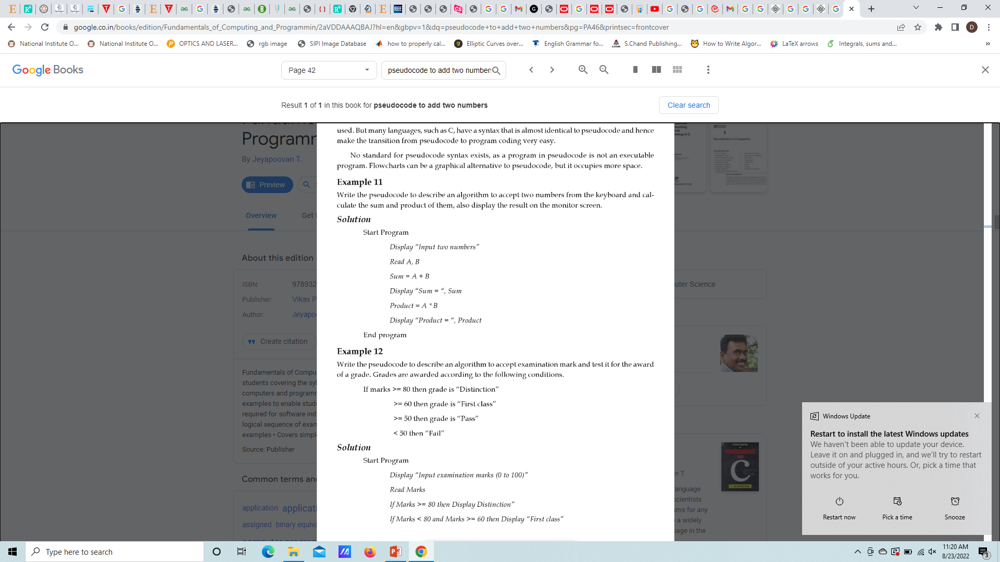 google.co.in/books/edition/Fundamentals_of_Computing_and_Programmin/2aVDDAAAQBAJ?hl=en&gbpv=1&dq=pseudocode+to+add+two+numbers&pg=PA46&printsec=frontcover
D
National Institute O...
National Institute O...
OPTICS AND LASER...
rgb image
SIPI Image Database
how to properly cal...
Elliptic Curves over...
English Grammar fo...
S.Chand Publishing...
How to Write Algor...
LaTeX arrows
Integrals, sums and...
»
Google Books
Page 42
pseudocode to add two number
Result 1 of 1 in this book for pseudocode to add two numbers
Clear search
used. But many languages, such as C, have a syntax that is almost identical to pseudocode and hence
make the transition from pseudocode to program coding very easy.
No standard for pseudocode syntax exists, as a program in pseudocode is not an executable
program. Flowcharts can be a graphical alternative to pseudocode, but it occupies more space.
Example 11
Write the pseudocode to describe an algorithm to accept two numbers from the keyboard and cal-
culate the sum and product of them, also display the result on the monitor screen.
Solution
Start Program
Display “Input two numbers”
Read A, B
Sum = A + B
Display “Sum = “, Sum
Product = A * B
Display “Product = “, Product
End program
Example 12
Write the pseudocode to describe an algorithm to accept examination mark and test it for the award
of a grade. Grades are awarded according to the following conditions.
If marks >= 80 then grade is “Distinction”
>= 60 then grade is “First class”
>= 50 then grade is “Pass”
< 50 then “Fail”
Solution
Start Program
Display “Input examination marks (0 to 100)”
Read Marks
If Marks >= 80 then Display Distinction”
If Marks < 80 and Marks >= 60 then Display “First class”
Programm
By Jeyapoovan T.
Preview
Overview
Get
About this edition
ISBN:
978932
Publisher:
Vikas P
Author:
Jeyapoo
Create citation
Fundamentals of Compu
students covering the syl
computers and programm
examples to enable stude
required for software ind
logical sequence of exam
examples • Covers simple
Source: Publisher
Common terms and
application applicati
assigned binary equiva
1
Introduction to Computers
uter Science
PROGRAMMING
C
T. JEYAPOOVAN
n T.
anguage
scientists
ams for any
a widely
uage in the
Windows Update
Restart to install the latest Windows updates
We haven't been able to update your device.
Leave it on and plugged in, and we'll try to restart
outside of your active hours. Or, pick a time that
works for you.
Restart now
Pick a time
Snooze
Type here to search
11:20 AM
8/23/2022
3